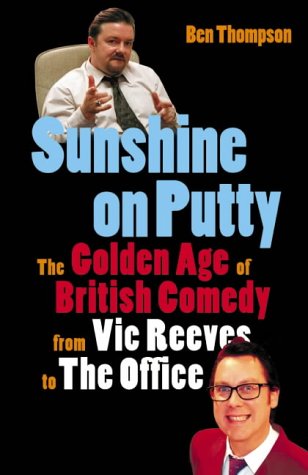 Ben Thompson
Sunshine
on Putty
The Golden Age of
British Comedy
from Vic Reeves
to The Office